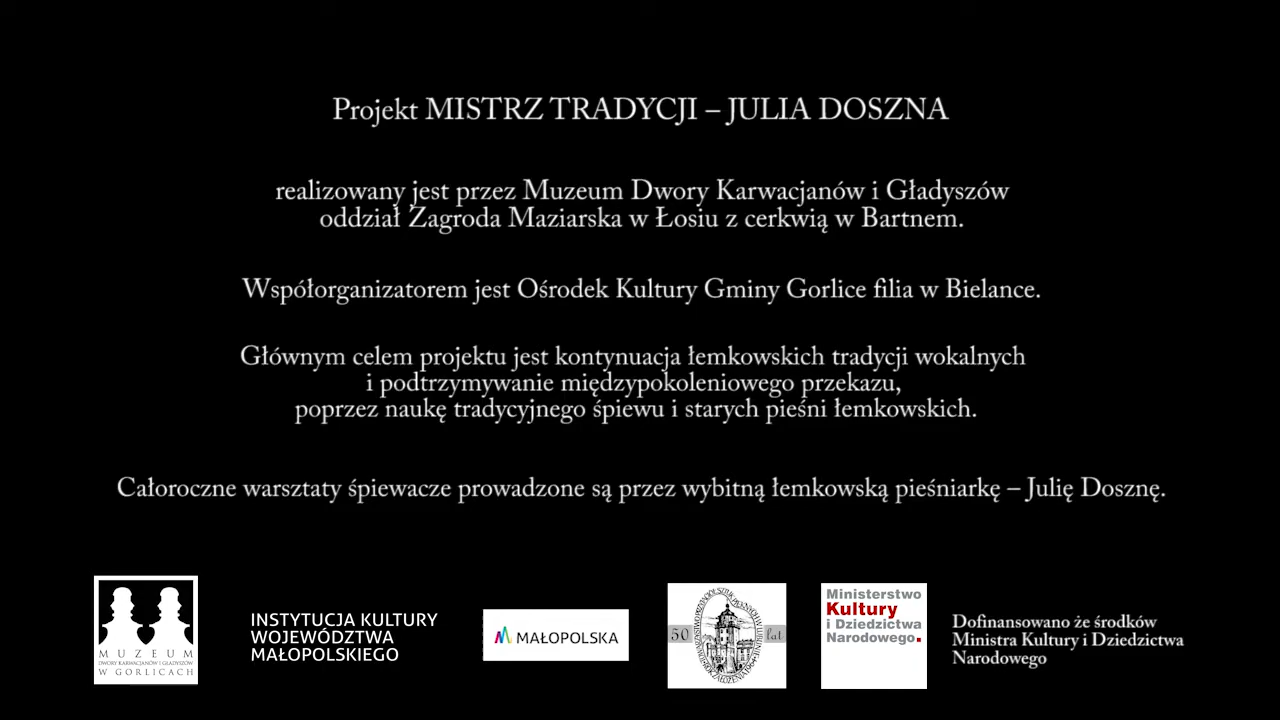 Projekt MISTRZ TRADYCJI – JULIA DOSZNA
realizowany jest przez Muzeum Dwory Karwacjanów i Gładyszów
oddział Zagroda Maziarska w Łosiu z cerkwią w Bartnem.
Współorganizatorem jest Ośrodek Kultury Gminy Gorlice filia w Bielance.
Głównym celem projektu jest kontynuacja łemkowskich tradycji wokalnych
i podtrzymywanie międzypokoleniowego przekazu,
poprzez naukę tradycyjnego śpiewu i starych pieśni łemkowskich.
Całoroczne warsztaty śpiewacze prowadzone są przez wybitną łemkowską pieśniarkę – Julię Dosznę.
MUZEUM
DWORY KARWACJANÓW I GŁADYSZÓW
W GORLICACH
INSTYTUCJA KULTURY
WOJEWÓDZTWA
MAŁOPOLSKIEGO
MAŁOPOLSKA
50 lat
Ministerstwo
Kultury
i Dziedzictwa
Narodowego.
Dofinansowano że środków
Ministra Kultury i Dziedzictwa
Narodowego